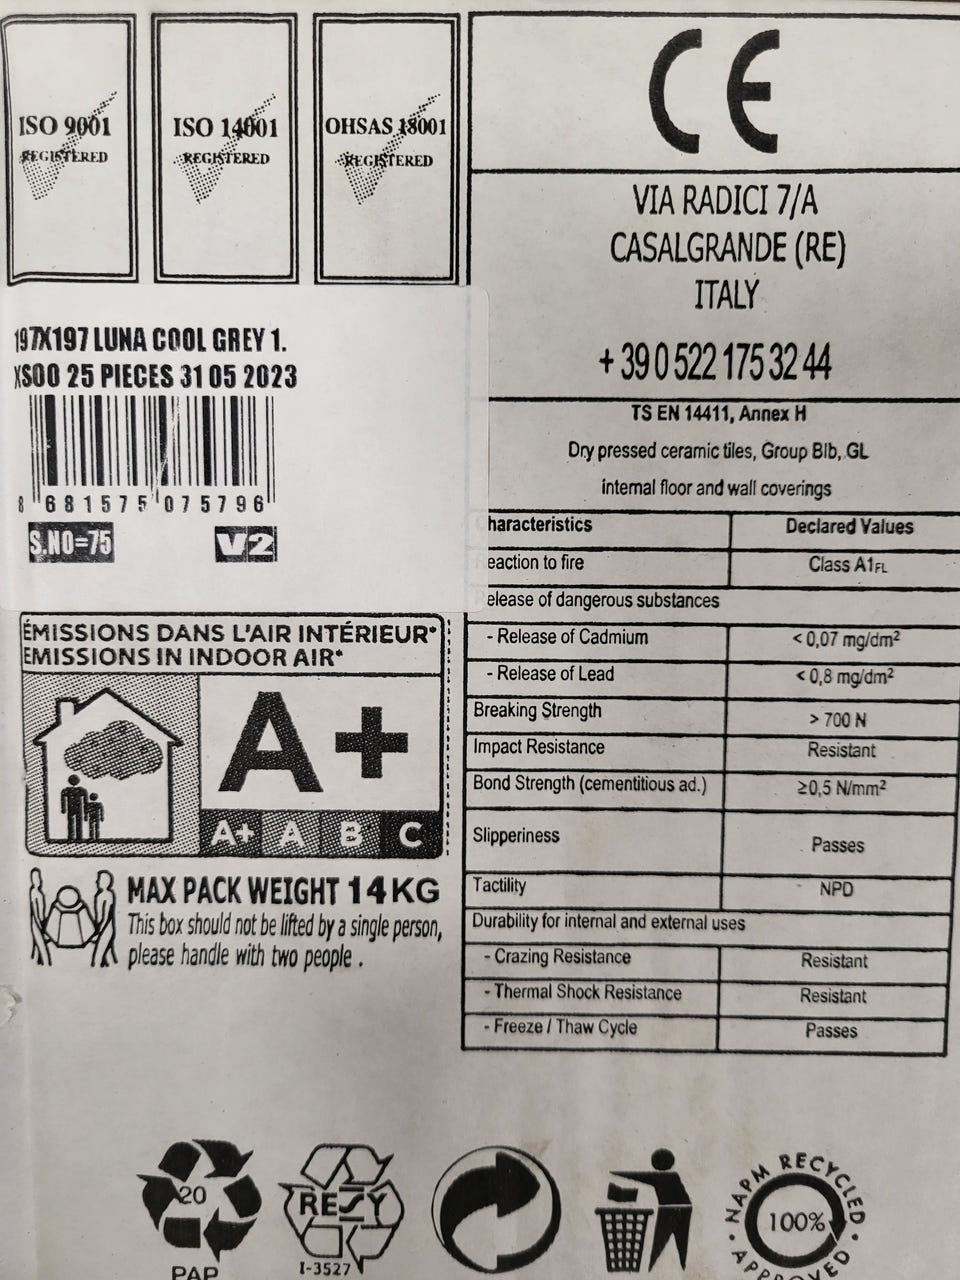 ISO 9001
REGISTERED
ISO 14001
REGISTERED
OHSAS 18001
REGISTERED
CE
VIA RADICI 7/A
CASALGRANDE (RE)
ITALY
+ 39 0 522 175 32 44
TS EN 14411, Annex H
Dry pressed ceramic tiles, Group BIb, GL
internal floor and wall coverings
haracteristics Declared Values
eaction to fire Class A1FL
elease of dangerous substances
- Release of Cadmium < 0,07 mg/dm²
- Release of Lead < 0,8 mg/dm²
Breaking Strength > 700 N
Impact Resistance Resistant
Bond Strength (cementitious ad.) ≥0,5 N/mm²
Slipperiness Passes
Tactility NPD
Durability for internal and external uses
- Crazing Resistance Resistant
- Thermal Shock Resistance Resistant
- Freeze / Thaw Cycle Passes
197X197 LUNA COOL GREY 1.
XS00 25 PIECES 31 05 2023
8 681575 075796
S.NO=75 V2
ÉMISSIONS DANS L'AIR INTÉRIEUR*
EMISSIONS IN INDOOR AIR*
A+
A+ A B C
MAX PACK WEIGHT 14KG
This box should not be lifted by a single person,
please handle with two people .
20
PAP
RESY
I-3527
NAPM RECYCLED
100%
APPROVED